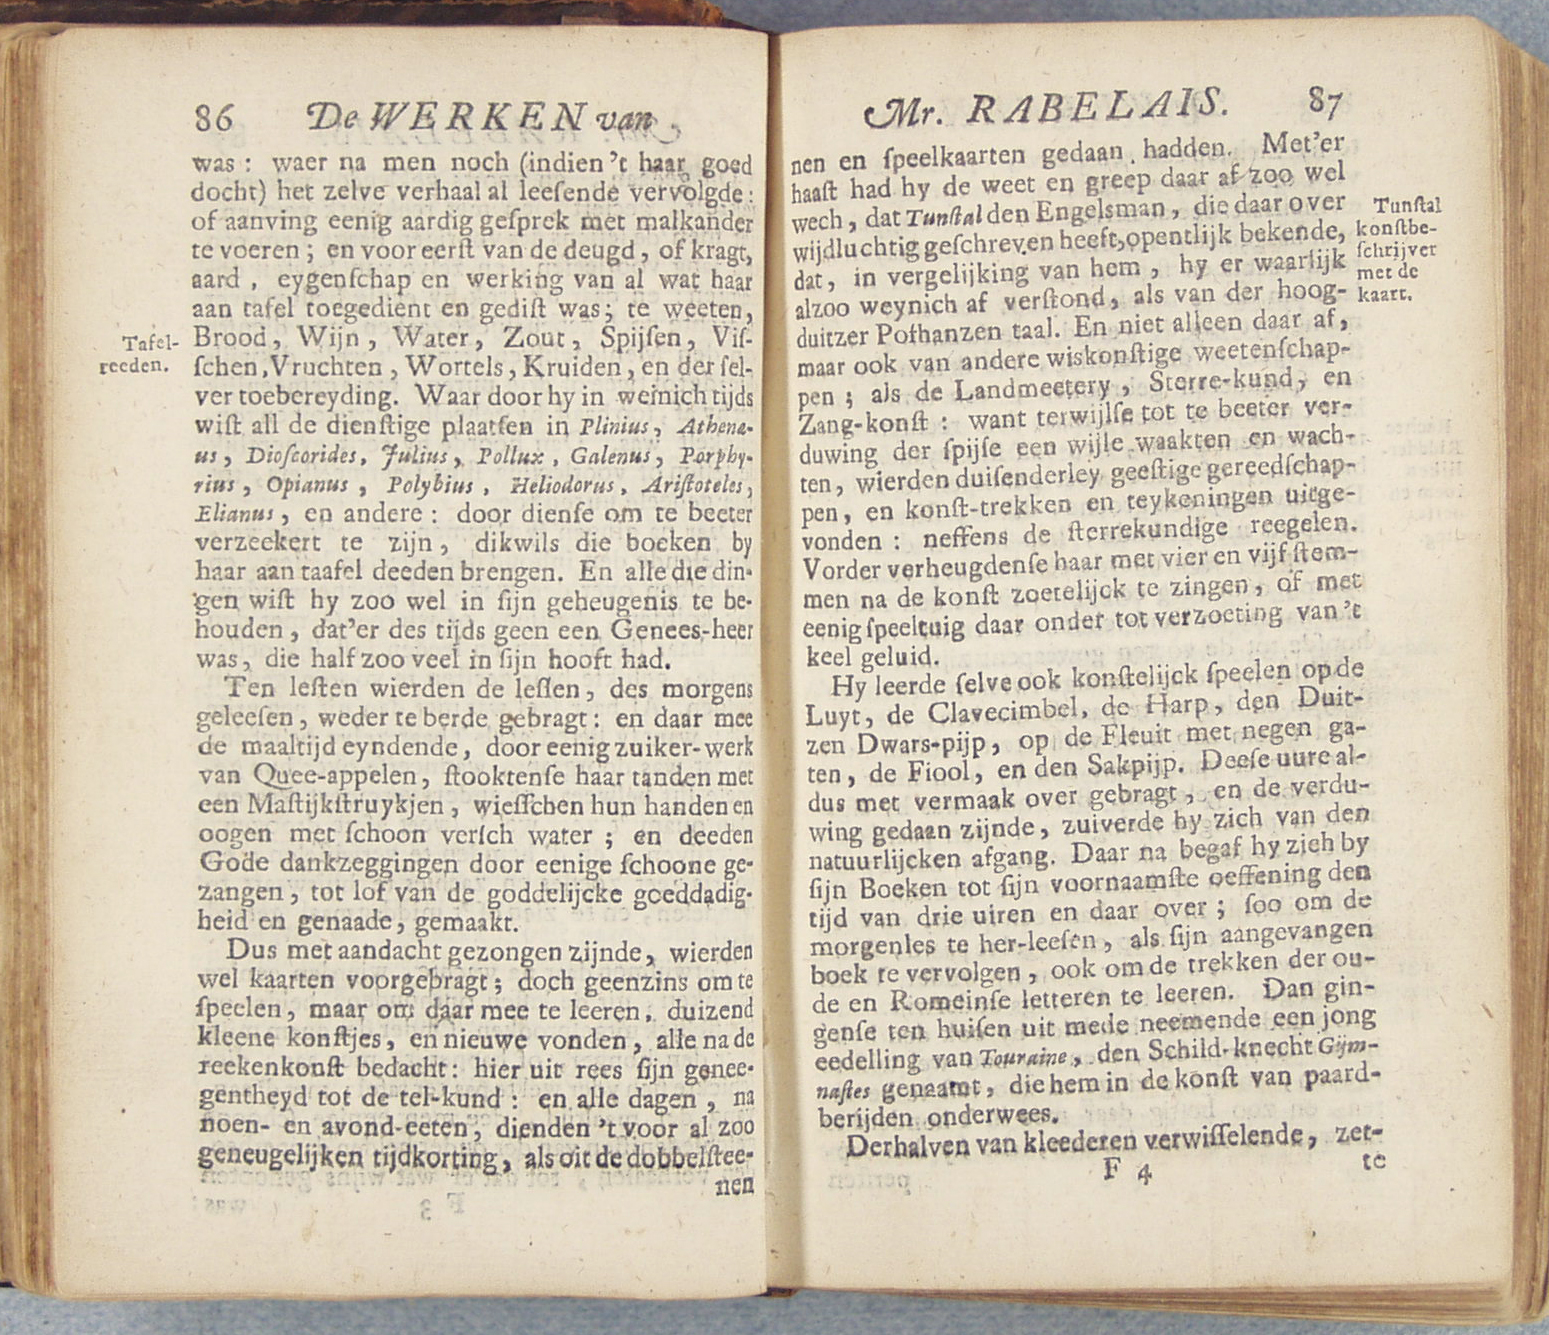 86 De WERKEN van
was : waer na men noch (indien 't haar goed
docht) het zelve verhaal al leeſende vervolgde :
of aanving eenig aardig geſprek met malkander
te voeren ; en voor eerſt van de deugd , of kragt,
aard , eygenſchap en werking van al wat haar
aan tafel toegedient en gediſt was; te weeten,
Brood, Wijn , Water, Zout, Spijſen, Viſ-
ſchen, Vruchten , Wortels, Kruiden, en der ſel-
ver toebereyding. Waar door hy in weinich tijds
wiſt all de dienſtige plaatſen in Plinius, Athenæ-
us, Dioſcorides, Julius, Pollux, Galenus, Porphy-
rius, Opianus, Polybius, Heliodorus, Ariſtoteles,
Elianus, en andere : door dienſe om te beeter
verzeekert te zijn, dikwils die boeken by
haar aan taafel deeden brengen. En alle die din-
gen wiſt hy zoo wel in ſijn geheugenis te be-
houden, dat'er des tijds geen een Genees-heer
was, die half zoo veel in ſijn hooft had.
Ten leſten wierden de leſſen, des morgens
geleeſen, weder te berde gebragt: en daar mee
de maaltijd eyndende, door eenig zuiker-werk
van Quee-appelen, ſtooktenſe haar tanden met
een Maſtijkſtruykjen, wieſſchen hun handen en
oogen met ſchoon verſch water ; en deeden
Gode dankzeggingen door eenige ſchoone ge-
zangen, tot lof van de goddelijcke goeddadig-
heid en genaade, gemaakt.
Dus met aandacht gezongen zijnde, wierden
wel kaarten voorgebragt; doch geenzins om te
ſpeelen, maar om daar mee te leeren, duizend
kleene konſtjes, en nieuwe vonden, alle na de
reekenkonſt bedacht: hier uit rees ſijn genee-
gentheyd tot de tel-kund : en alle dagen, na
noen- en avond-eeten, dienden 't voor al zoo
geneugelijken tijdkorting, als oit de dobbelſtee-
nen
Tafel-
reeden.
Mr. RABELAIS. 87
nen en ſpeelkaarten gedaan hadden. Met'er
haaſt had hy de weet en greep daar af zoo wel
wech, dat Tunſtal den Engelsman, die daar over
wijdluchtig geſchreven heeft, opentlijk bekende,
dat, in vergelijking van hem, hy er waarlijk
alzoo weynich af verſtond, als van der hoog-
duitzer Pothanzen taal. En niet alleen daar af,
maar ook van andere wiskonſtige weetenſchap-
pen ; als de Landmeetery, Sterre-kund, en
Zang-konſt : want terwijlſe tot te beeter ver-
duwing der ſpijſe een wijle waakten en wach-
ten, wierden duiſenderley geeſtige gereedſchap-
pen, en konſt-trekken en teykeningen uitge-
vonden : neffens de ſterrekundige reegelen.
Vorder verheugdenſe haar met vier en vijf ſtem-
men na de konſt zoetelijck te zingen, of met
eenig ſpeeltuig daar onder tot verzoeting van 't
keel geluid.
Hy leerde ſelve ook konſtelijck ſpeelen op de
Luyt, de Clavecimbel, de Harp, den Duit-
zen Dwars-pijp, op de Fleuit met negen ga-
ten, de Fiool, en den Sakpijp. Deeſe uure al-
dus met vermaak over gebragt, en de verdu-
wing gedaan zijnde, zuiverde hy zich van den
natuurlijcken afgang. Daar na begaf hy zich by
ſijn Boeken tot ſijn voornaamſte oeffening den
tijd van drie uiren en daar over ; ſoo om de
morgenles te her-leeſen, als ſijn aangevangen
boek te vervolgen, ook om de trekken der ou-
de en Romeinſe letteren te leeren. Dan gin-
genſe ten huiſen uit mede neemende een jong
eedelling van Touraine, den Schild-knecht Gijm-
naſtes genaamt, die hem in de konſt van paard-
berijden onderwees.
Derhalven van kleederen verwiſſelende, zet-
F 4 te
Tunſtal
konſtbe-
ſchrijver
met de
kaart.